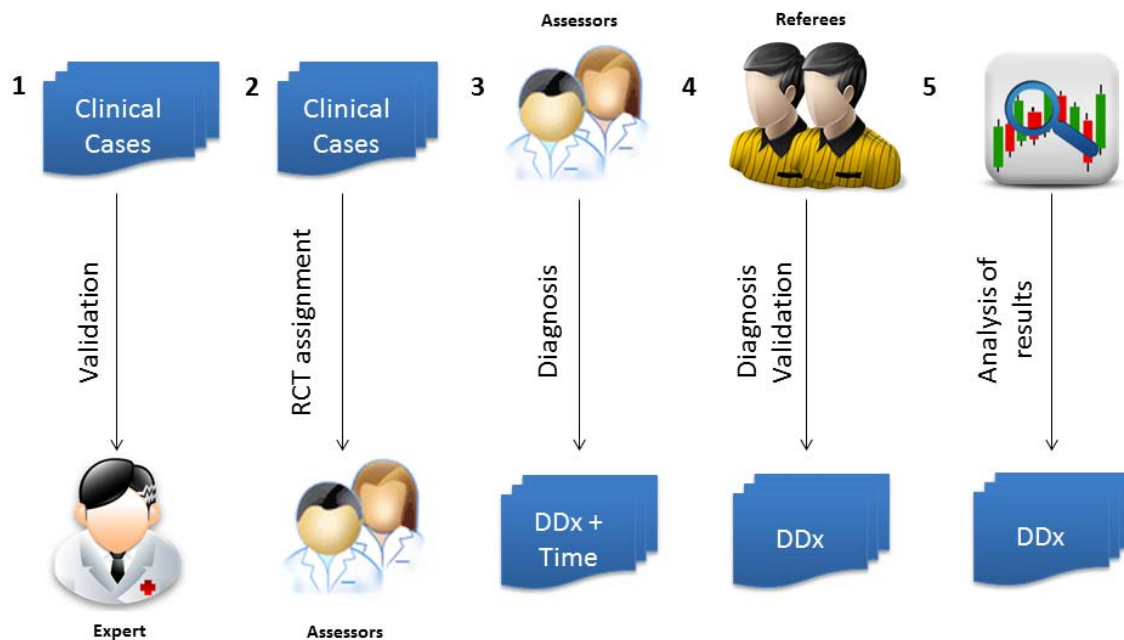 Assessors
Referees
1
Clinical
Cases
2
Clinical
Cases
3
4
5
Validation
RCT assignment
Diagnosis
Diagnosis
Validation
Analysis of
results
DDx +
Time
DDx
DDx
Expert
Assessors